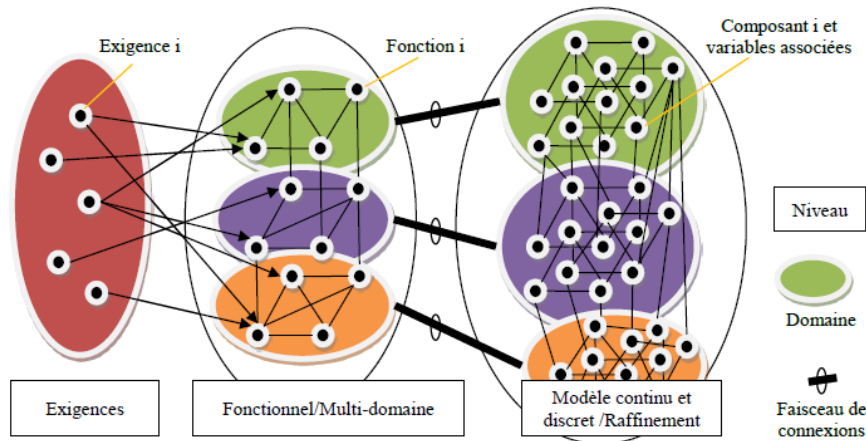 Exigence i
Fonction i
Composant i et
variables associées
Niveau
Domaine
Faisceau de
connexions
Exigences
Fonctionnel/Multi-domaine
Modèle continu et
discret /Raffinement